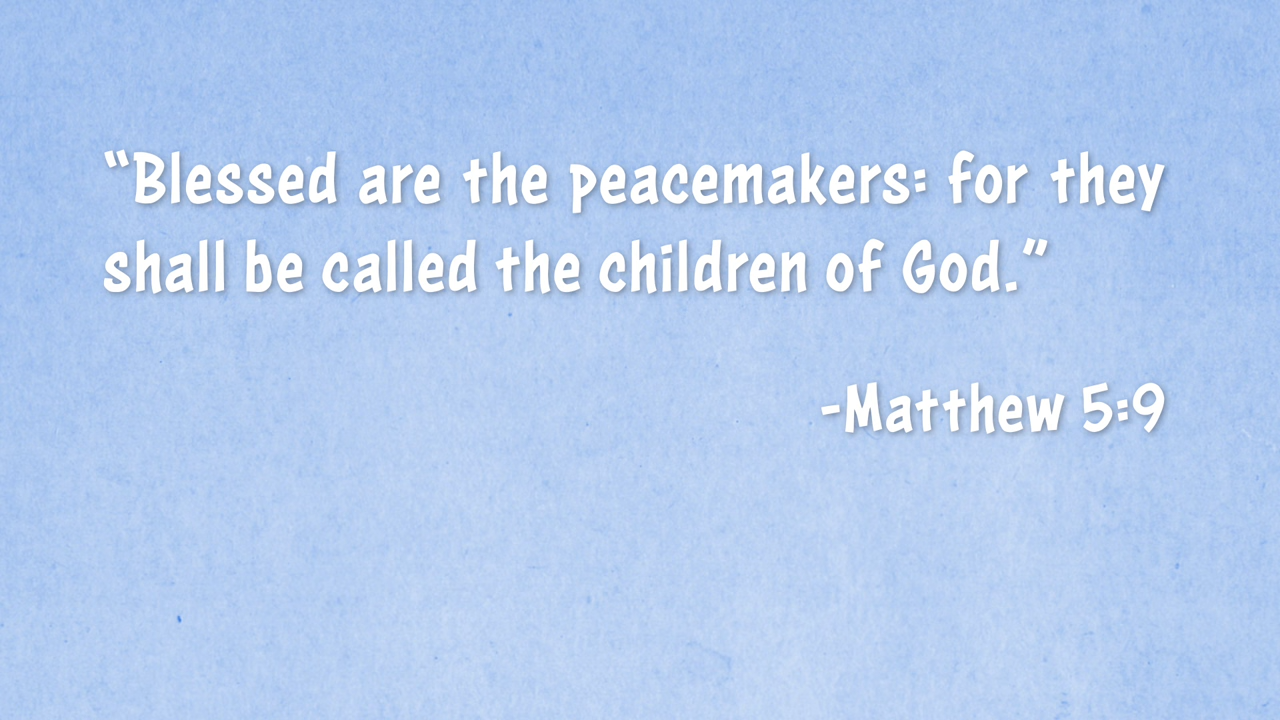 “Blessed are the peacemakers: for they
shall be called the children of God.”
-Matthew 5:9